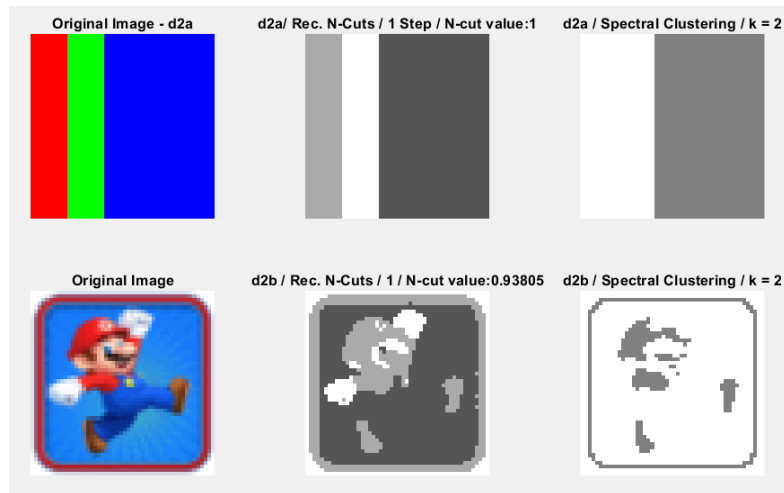 Original Image - d2a
d2a/ Rec. N-Cuts / 1 Step / N-cut value:1
d2a / Spectral Clustering / k = 2
Original Image
d2b / Rec. N-Cuts / 1 / N-cut value:0.93805
d2b / Spectral Clustering / k = 2